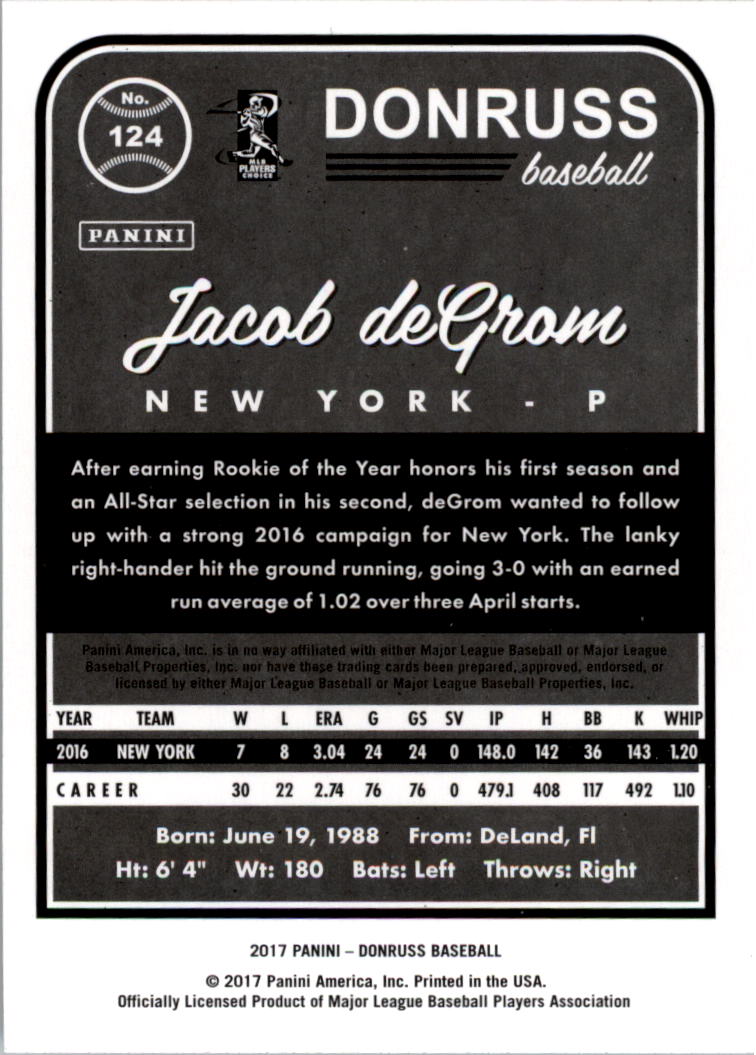 No.
124
MLB
PLAYERS
CHOICE
DONRUSS
baseball
PANINI
Jacob deGrom
NEW YORK - P
After earning Rookie of the Year honors his first season and
an All-Star selection in his second, deGrom wanted to follow
up with a strong 2016 campaign for New York. The lanky
right-hander hit the ground running, going 3-0 with an earned
run average of 1.02 over three April starts.
Panini America, Inc. is in no way affiliated with either Major League Baseball or Major League
Baseball Properties, Inc. nor have these trading cards been prepared, approved, endorsed, or
licensed by either Major League Baseball or Major League Baseball Properties, Inc.
YEAR TEAM W L ERA G GS SV IP H BB K WHIP
2016 NEW YORK 7 8 3.04 24 24 0 148.0 142 36 143 1.20
CAREER 30 22 2.74 76 76 0 479.1 408 117 492 1.10
Born: June 19, 1988 From: DeLand, Fl
Ht: 6' 4" Wt: 180 Bats: Left Throws: Right
2017 PANINI – DONRUSS BASEBALL
© 2017 Panini America, Inc. Printed in the USA.
Officially Licensed Product of Major League Baseball Players Association